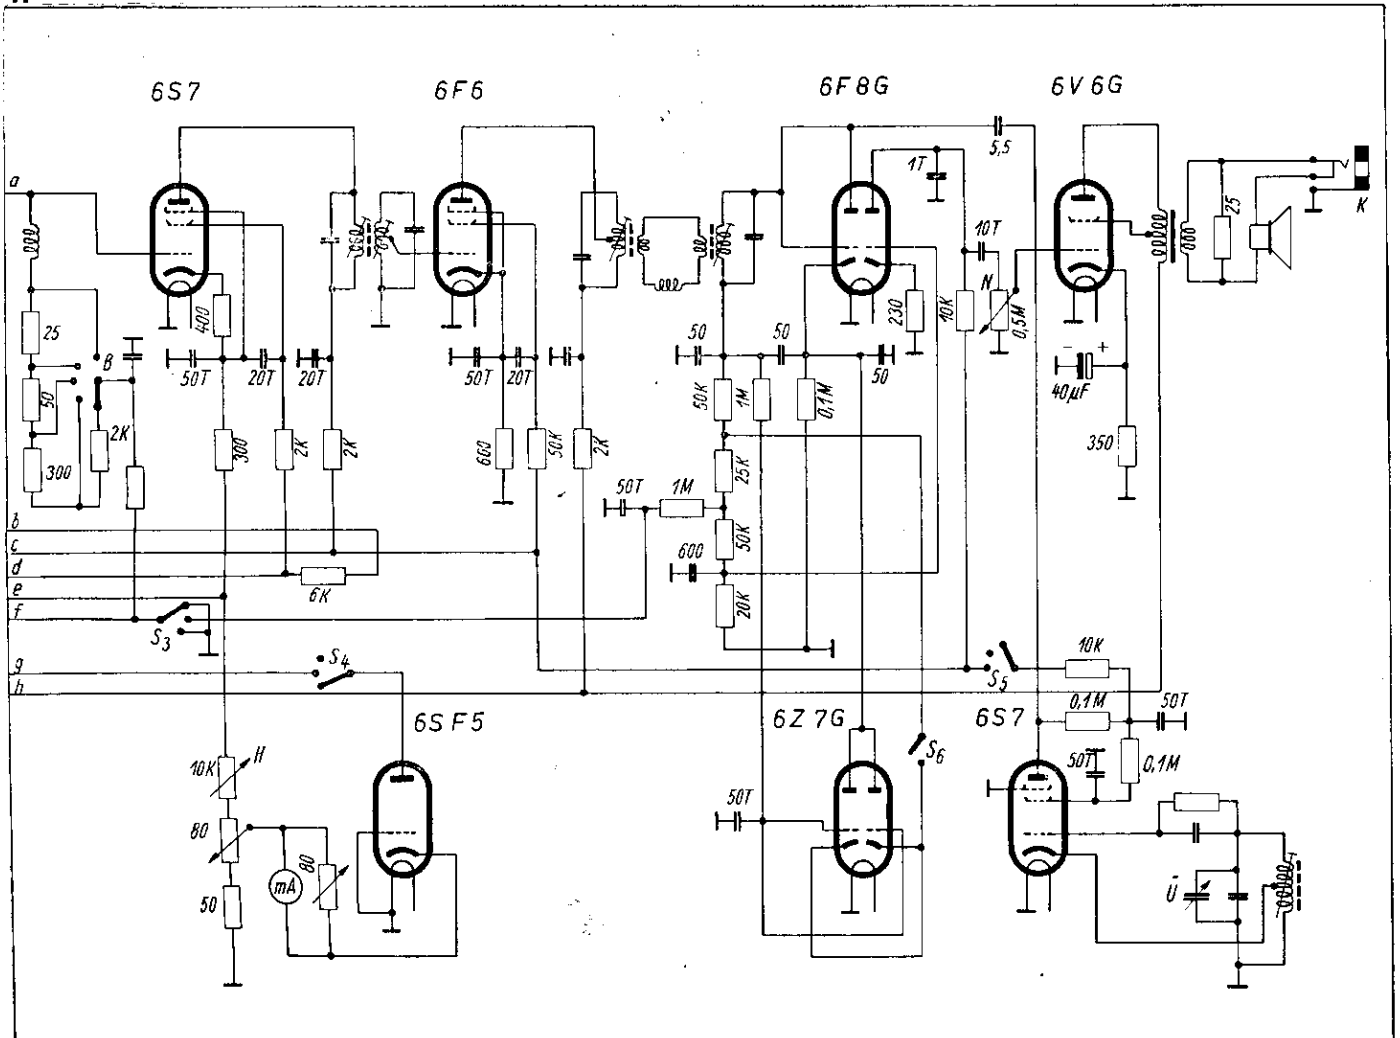 6S7
6F6
6F8G
6V6G
1T
5,5
K
25
10T
N
0,5M
10K
230
a
400
25
B
50
2K
300
50T
20T
20T
50T
20T
50
50
50
40µF
- +
50K
1M
0,1M
350
300
2K
2K
600
50K
2K
25K
50T
1M
50K
600
20K
b
c
d
6K
e
f
S3
g
S4
h
S5
10K
0,1M
50T
6SF5
6Z7G
6S7
S6
50T
0,1M
10K
H
80
80
mA
50
50T
Ü